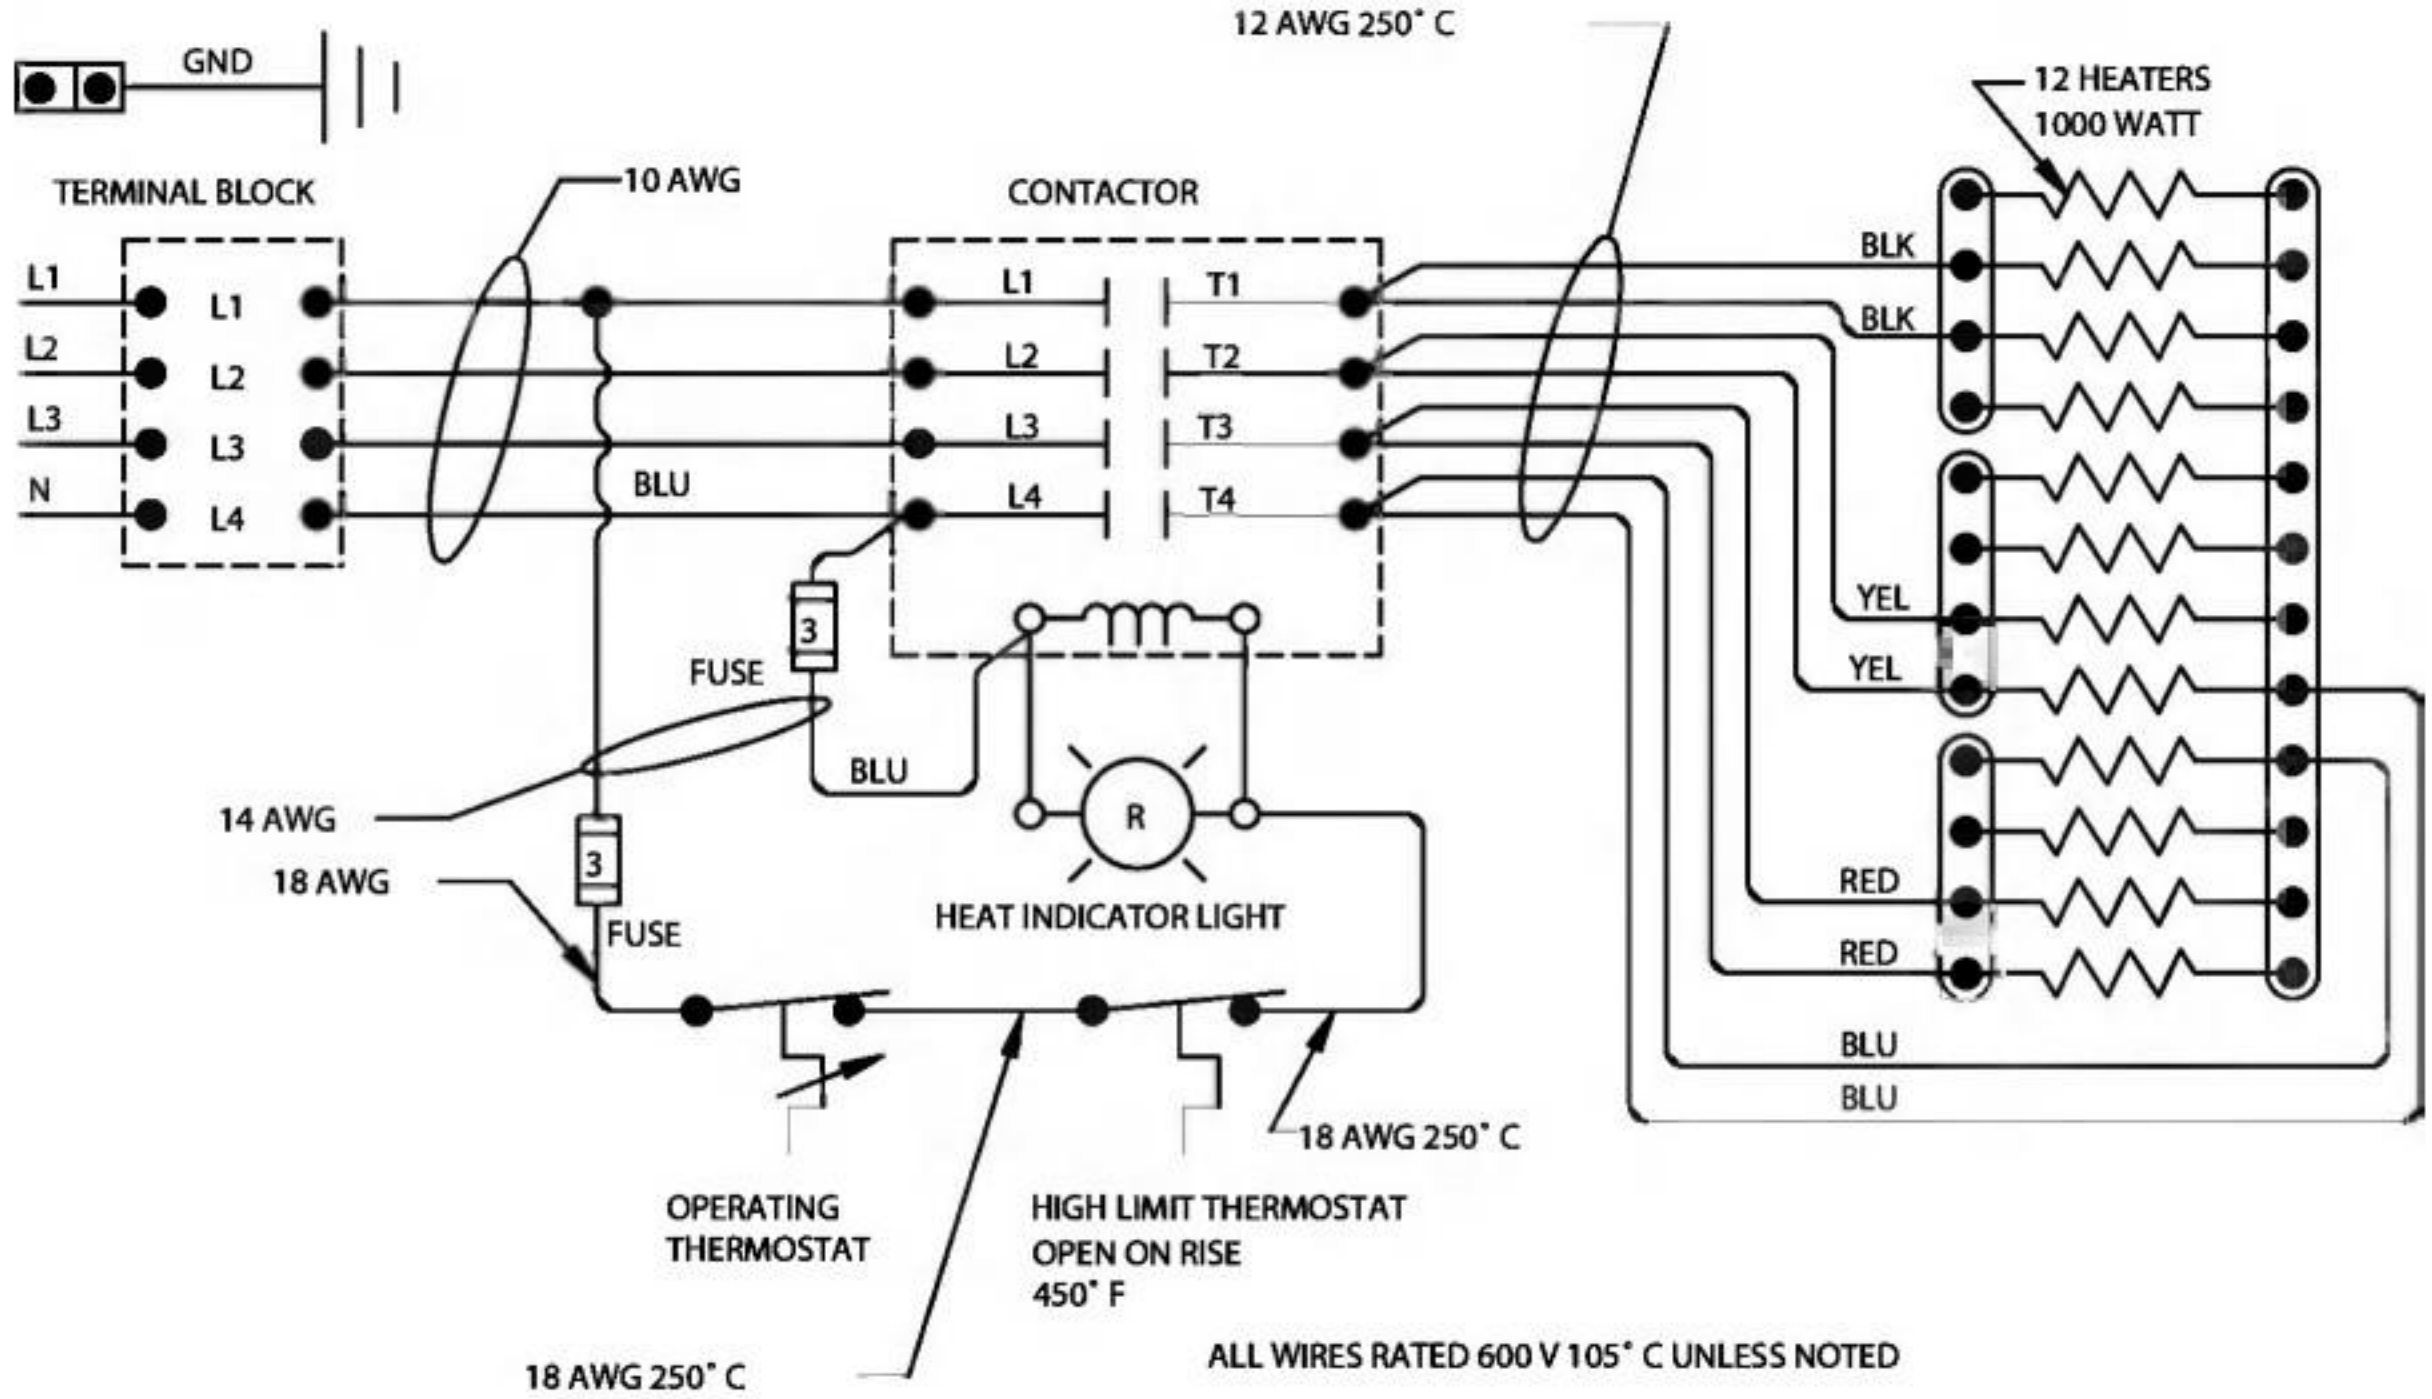 12 AWG 250° C
GND
12 HEATERS
1000 WATT
TERMINAL BLOCK
10 AWG
CONTACTOR
L1
L1
L1
T1
BLK
BLK
L2
L2
L2
T2
L3
L3
L3
T3
N
L4
BLU
L4
T4
3
FUSE
YEL
YEL
BLU
14 AWG
R
3
18 AWG
FUSE
HEAT INDICATOR LIGHT
RED
RED
BLU
BLU
18 AWG 250° C
OPERATING
THERMOSTAT
HIGH LIMIT THERMOSTAT
OPEN ON RISE
450° F
18 AWG 250° C
ALL WIRES RATED 600 V 105° C UNLESS NOTED